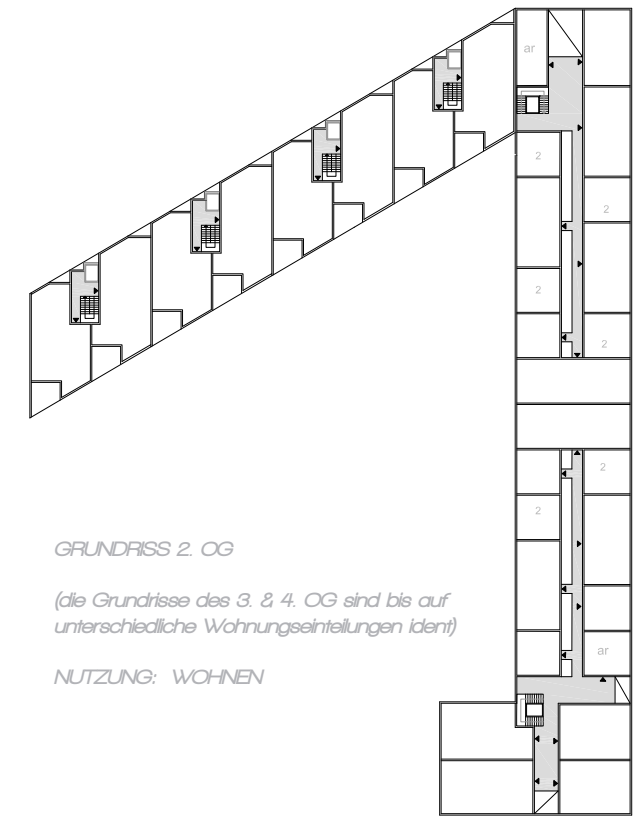 ar
2
2
2
2
2
2
ar
GRUNDRISS 2. OG
(die Grundrisse des 3. & 4. OG sind bis auf
unterschiedliche Wohnungseinteilungen ident)
NUTZUNG: WOHNEN